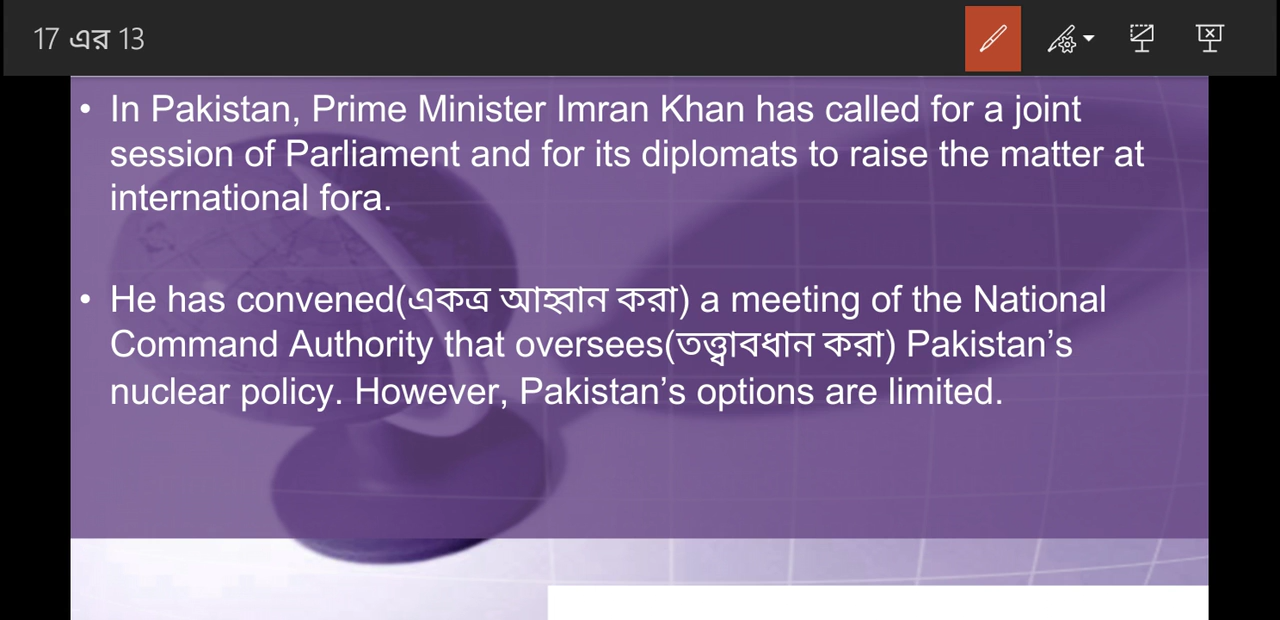 17 এর 13
• In Pakistan, Prime Minister Imran Khan has called for a joint
session of Parliament and for its diplomats to raise the matter at
international fora.
• He has convened(একত্র আহ্বান করা) a meeting of the National
Command Authority that oversees(তত্ত্বাবধান করা) Pakistan’s
nuclear policy. However, Pakistan’s options are limited.